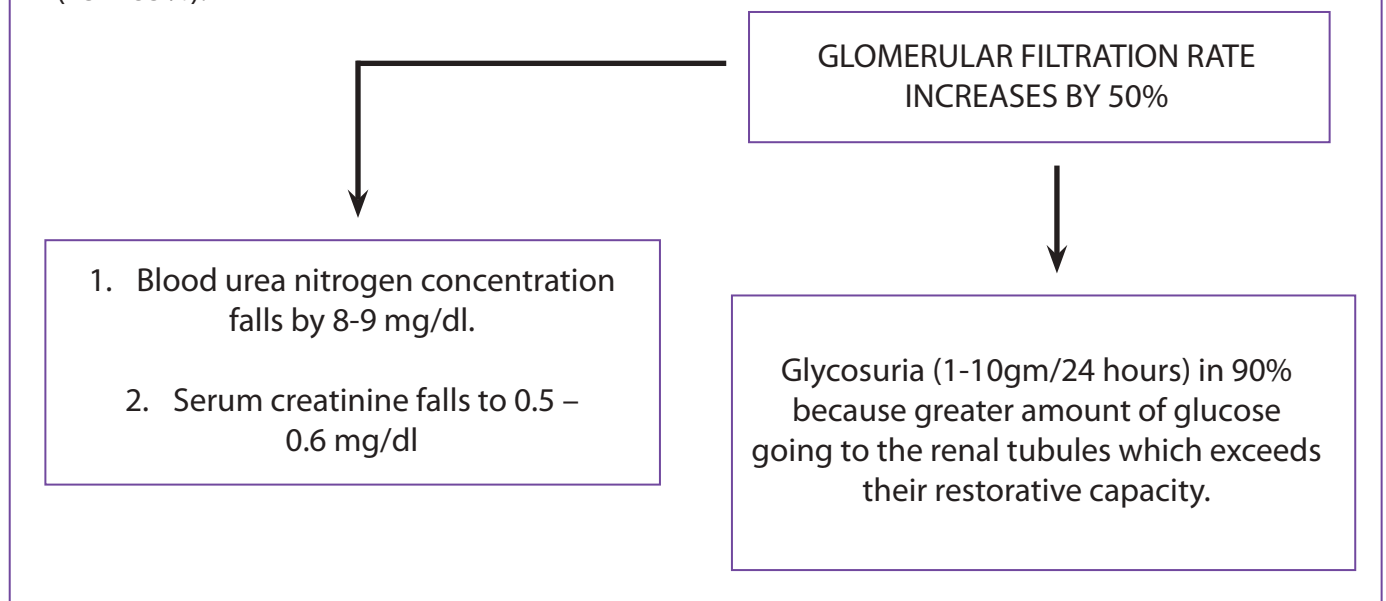 GLOMERULAR FILTRATION RATE
INCREASES BY 50%
1. Blood urea nitrogen concentration
falls by 8-9 mg/dl.
2. Serum creatinine falls to 0.5 –
0.6 mg/dl
Glycosuria (1-10gm/24 hours) in 90%
because greater amount of glucose
going to the renal tubules which exceeds
their restorative capacity.